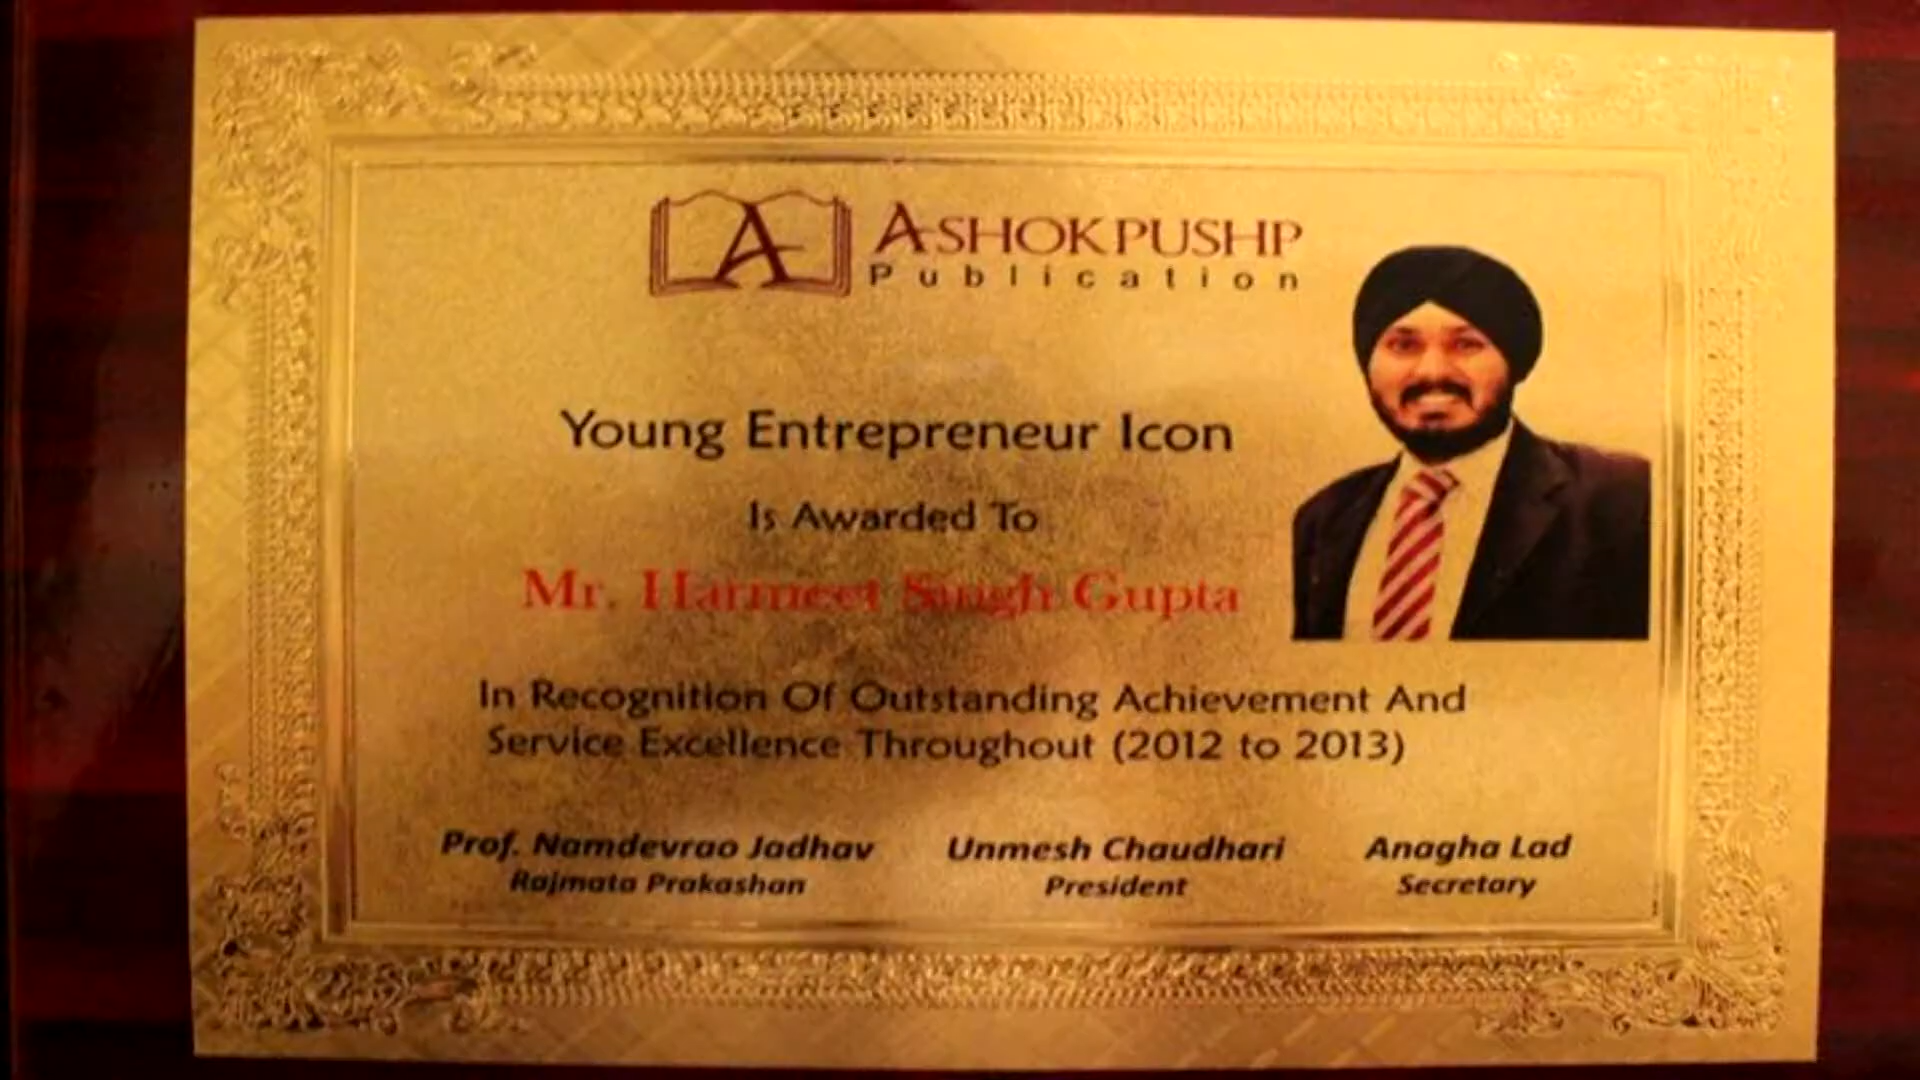 A
ASHOKPUSHP
Publication
Young Entrepreneur Icon
Is Awarded To
Mr. Harmeet Singh Gupta
In Recognition Of Outstanding Achievement And
Service Excellence Throughout (2012 to 2013)
Prof. Namdevrao Jadhav
Rajmata Prakashan
Unmesh Chaudhari
President
Anagha Lad
Secretary